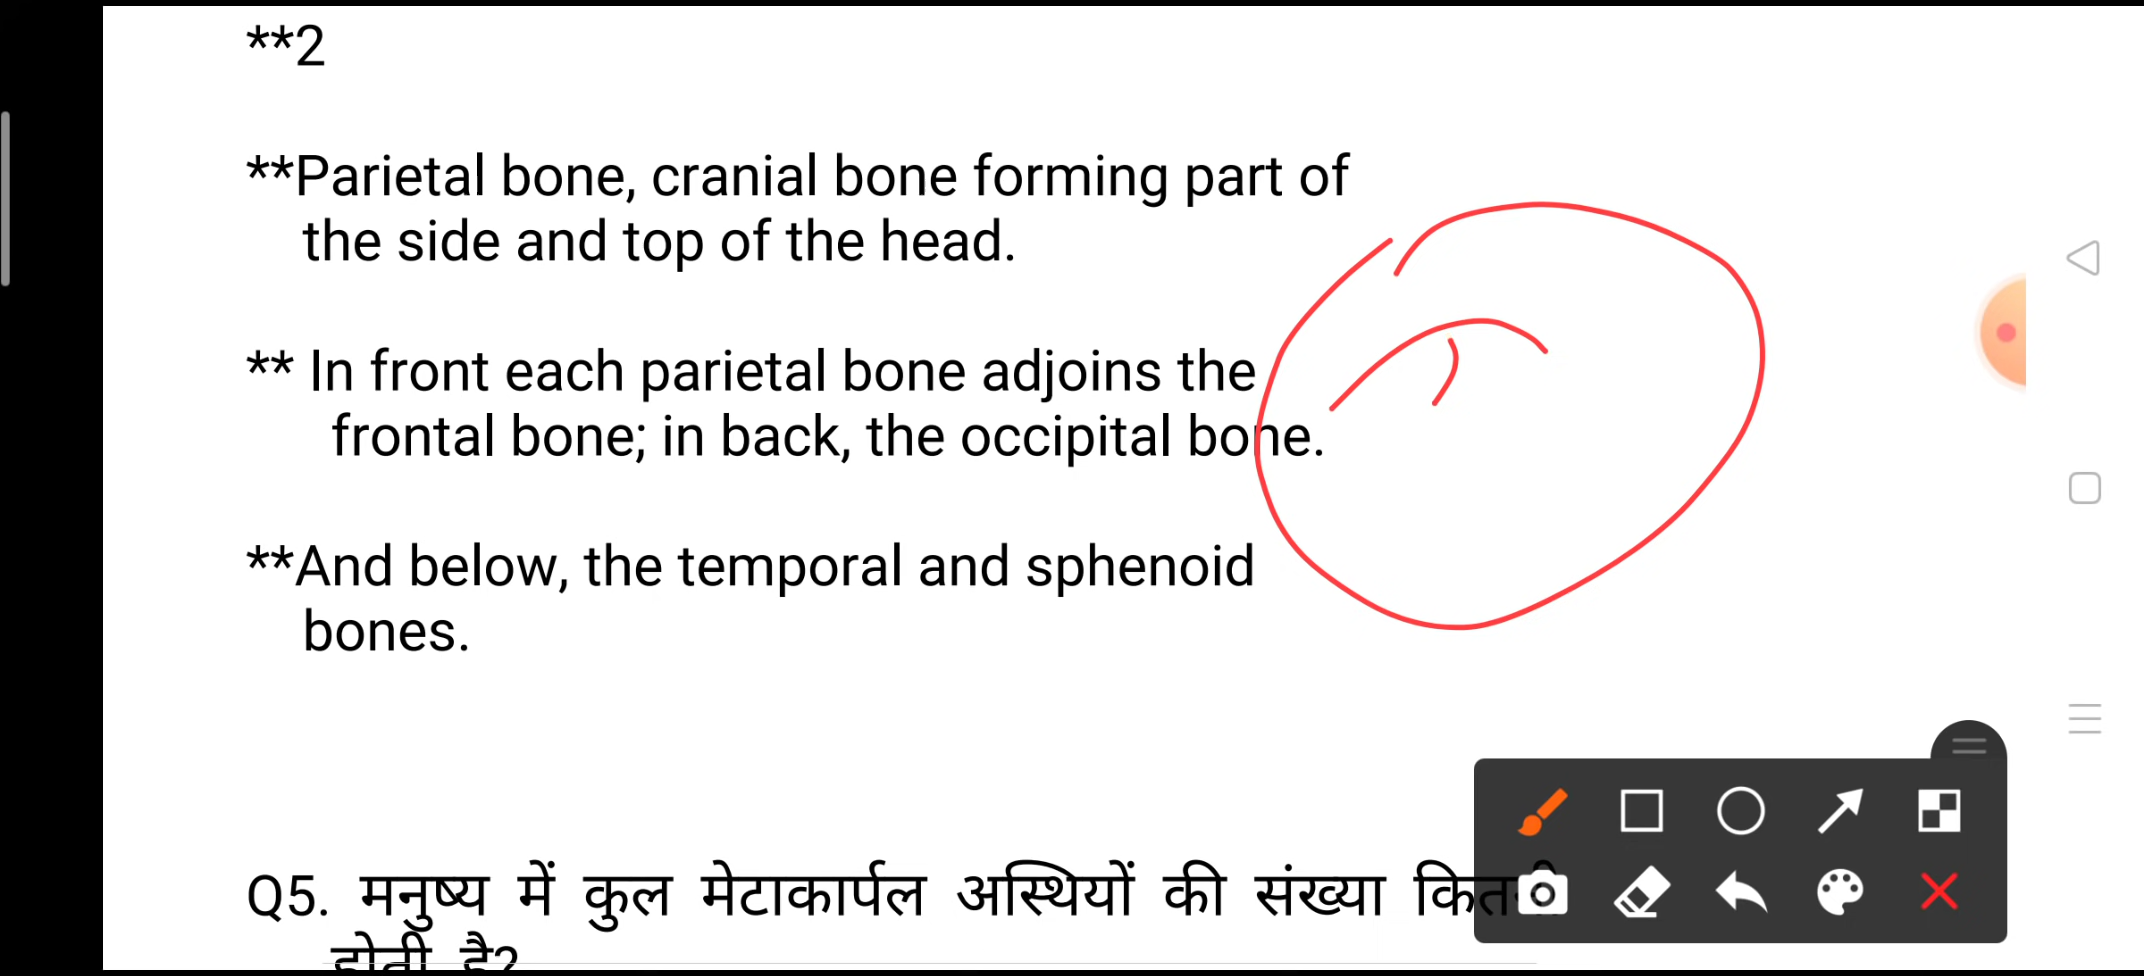 **2
**Parietal bone, cranial bone forming part of
the side and top of the head.
** In front each parietal bone adjoins the
frontal bone; in back, the occipital bone.
**And below, the temporal and sphenoid
bones.
Q5. मनुष्य में कुल मेटाकार्पल अस्थियों की संख्या कितनी
होती है?